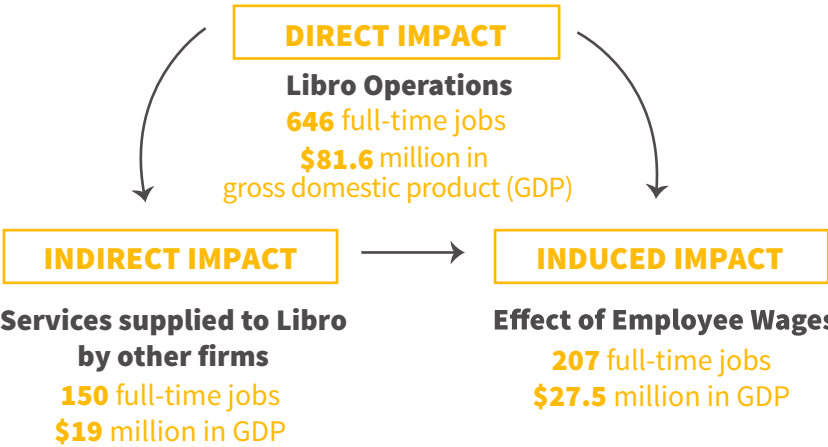 DIRECT IMPACT
Libro Operations
646 full-time jobs
$81.6 million in
gross domestic product (GDP)
INDIRECT IMPACT
Services supplied to Libro
by other firms
150 full-time jobs
$19 million in GDP
INDUCED IMPACT
Effect of Employee Wages
207 full-time jobs
$27.5 million in GDP